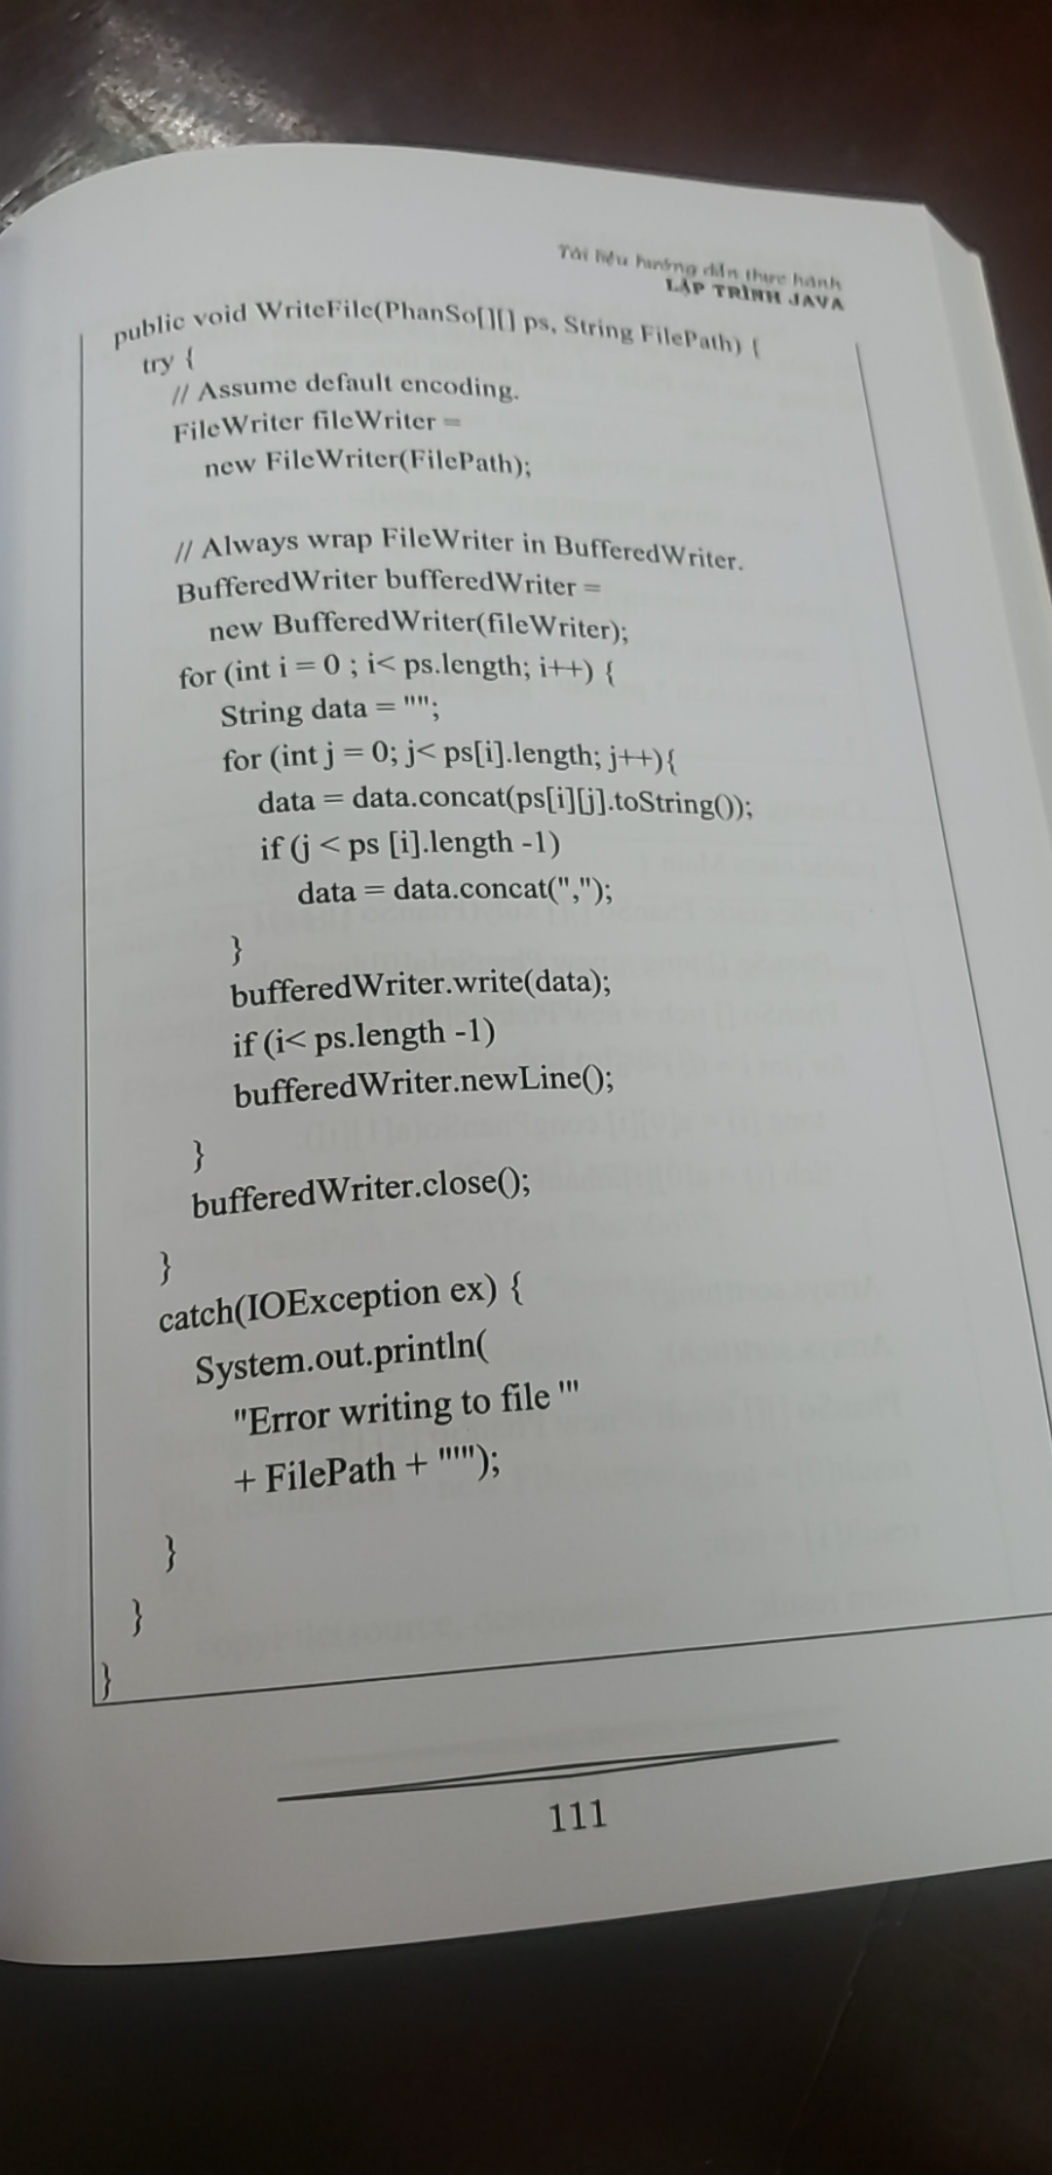 Tài liệu hướng dẫn thực hành
LẬP TRÌNH JAVA
public void WriteFile(PhanSo[][] ps, String FilePath) {
try {
// Assume default encoding.
FileWriter fileWriter =
new FileWriter(FilePath);
// Always wrap FileWriter in BufferedWriter.
BufferedWriter bufferedWriter =
new BufferedWriter(fileWriter);
for (int i = 0 ; i< ps.length; i++) {
String data = "";
for (int j = 0; j< ps[i].length; j++){
data = data.concat(ps[i][j].toString());
if (j < ps [i].length -1)
data = data.concat(",");
}
bufferedWriter.write(data);
if (i< ps.length -1)
bufferedWriter.newLine();
}
bufferedWriter.close();
}
catch(IOException ex) {
System.out.println(
"Error writing to file '"
+ FilePath + "'");
}
}
}
111